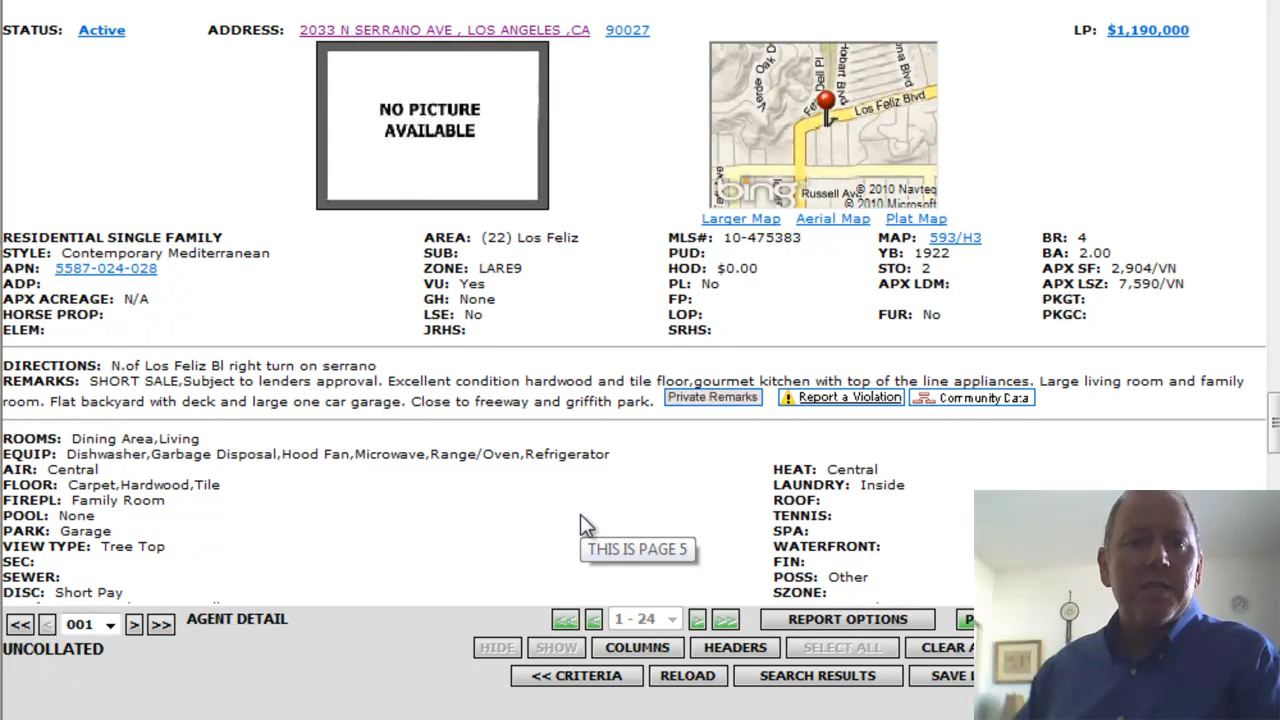 STATUS: Active ADDRESS: 2033 N SERRANO AVE , LOS ANGELES ,CA 90027 LP: $1,190,000
NO PICTURE
AVAILABLE
Verde Oak D
Fern Dell Pl
Hobart Blvd
Los Feliz Blvd
Russell Ave
bing
© 2010 Navteq
© 2010 Microsoft
Larger Map Aerial Map Plat Map
RESIDENTIAL SINGLE FAMILY AREA: (22) Los Feliz MLS#: 10-475383 MAP: 593/H3 BR: 4
STYLE: Contemporary Mediterranean SUB: PUD: YB: 1922 BA: 2.00
APN: 5587-024-028 ZONE: LARE9 HOD: $0.00 STO: 2 APX SF: 2,904/VN
ADP: VU: Yes PL: No APX LDM: APX LSZ: 7,590/VN
APX ACREAGE: N/A GH: None FP: PKGT:
HORSE PROP: LSE: No LOP: FUR: No PKGC:
ELEM: JRHS: SRHS:
DIRECTIONS: N.of Los Feliz Bl right turn on serrano
REMARKS: SHORT SALE,Subject to lenders approval. Excellent condition hardwood and tile floor,gourmet kitchen with top of the line appliances. Large living room and family
room. Flat backyard with deck and large one car garage. Close to freeway and griffith park. Private Remarks Report a Violation Community Data
ROOMS: Dining Area,Living
EQUIP: Dishwasher,Garbage Disposal,Hood Fan,Microwave,Range/Oven,Refrigerator
AIR: Central HEAT: Central
FLOOR: Carpet,Hardwood,Tile LAUNDRY: Inside
FIREPL: Family Room ROOF:
POOL: None TENNIS:
PARK: Garage SPA:
VIEW TYPE: Tree Top WATERFRONT:
THIS IS PAGE 5
SEC: FIN:
SEWER: POSS: Other
DISC: Short Pay SZONE:
<< < 001 > >> AGENT DETAIL << < 1 - 24 > >> REPORT OPTIONS P
UNCOLLATED HIDE SHOW COLUMNS HEADERS SELECT ALL CLEAR A
<< CRITERIA RELOAD SEARCH RESULTS SAVE L